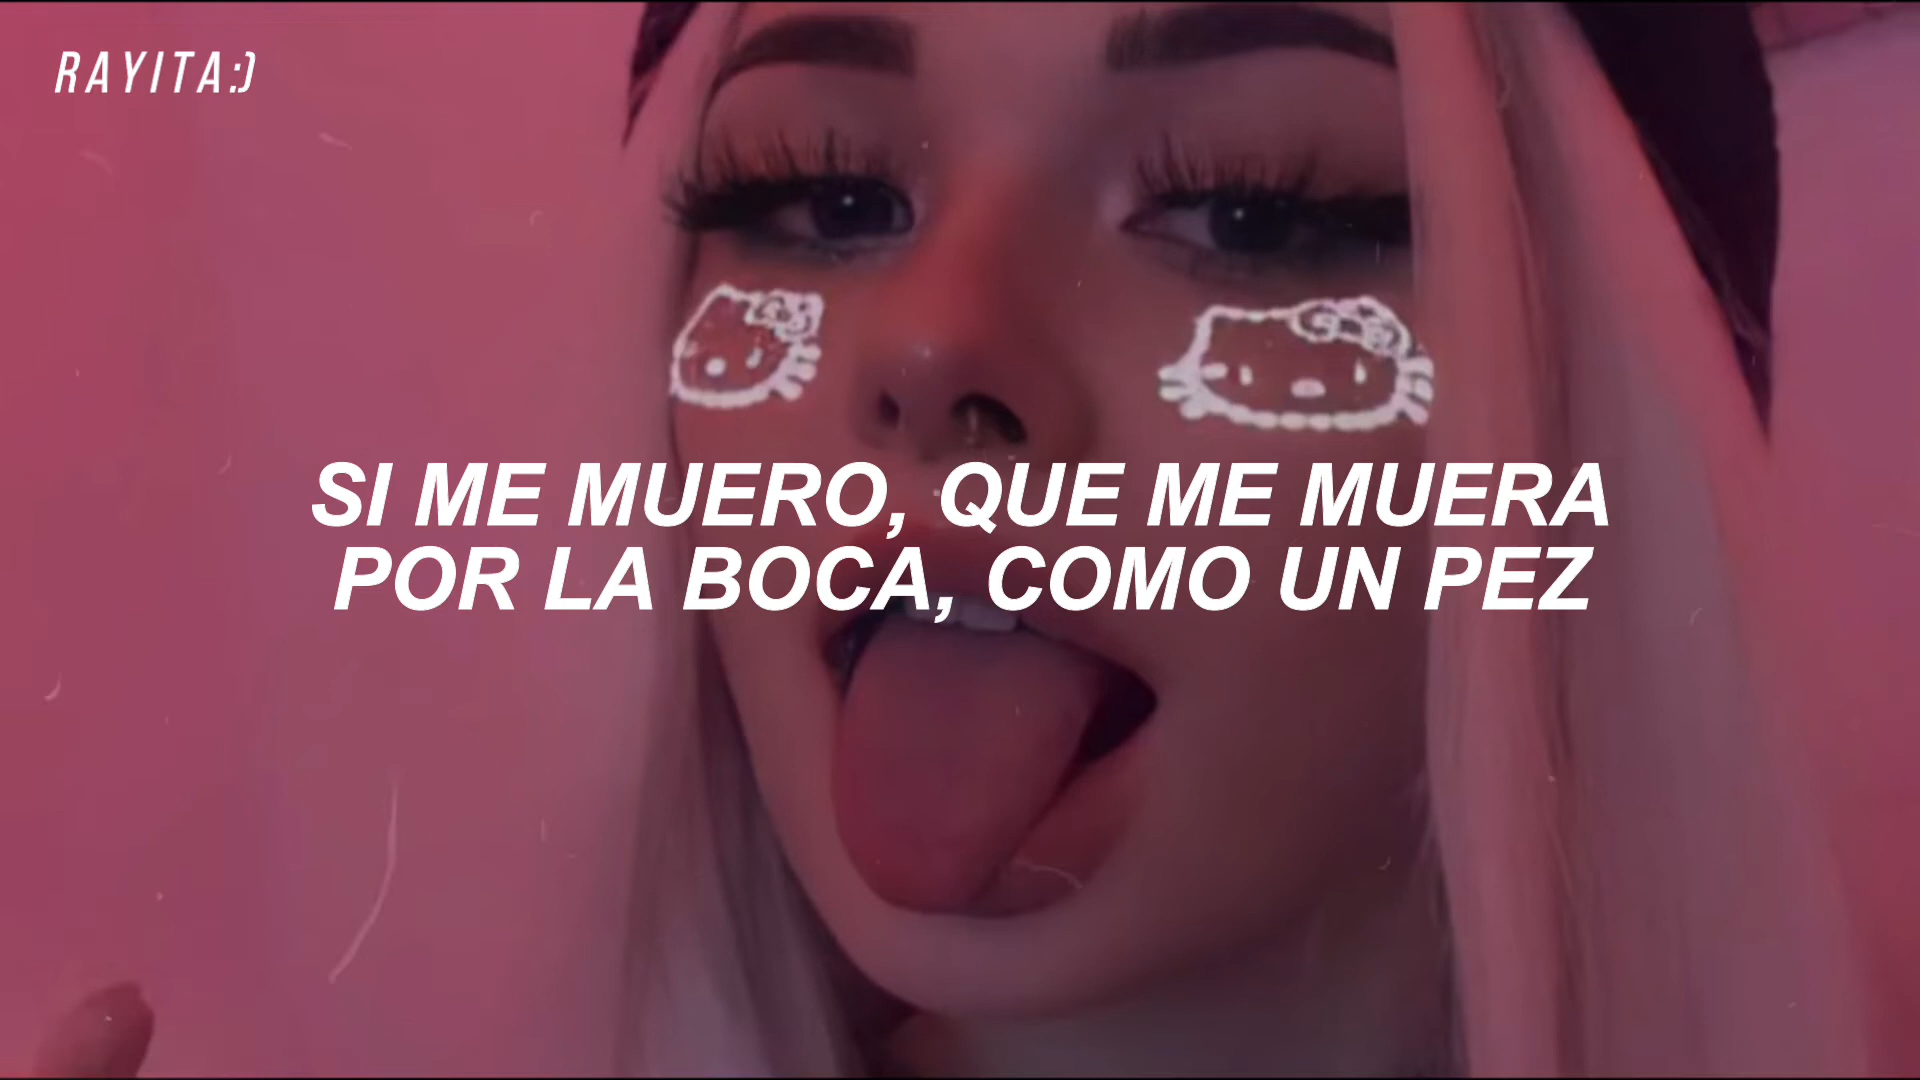 RAYITA:)
SI ME MUERO, QUE ME MUERA
POR LA BOCA, COMO UN PEZ